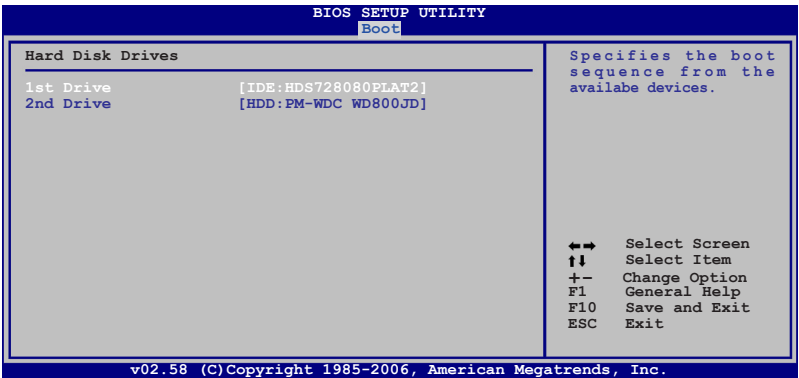 BIOS SETUP UTILITY
Boot
Hard Disk Drives
1st Drive [IDE:HDS728080PLAT2]
2nd Drive [HDD:PM-WDC WD800JD]
Specifies the boot
sequence from the
availabe devices.
←→ Select Screen
↑↓ Select Item
+- Change Option
F1 General Help
F10 Save and Exit
ESC Exit
v02.58 (C)Copyright 1985-2006, American Megatrends, Inc.